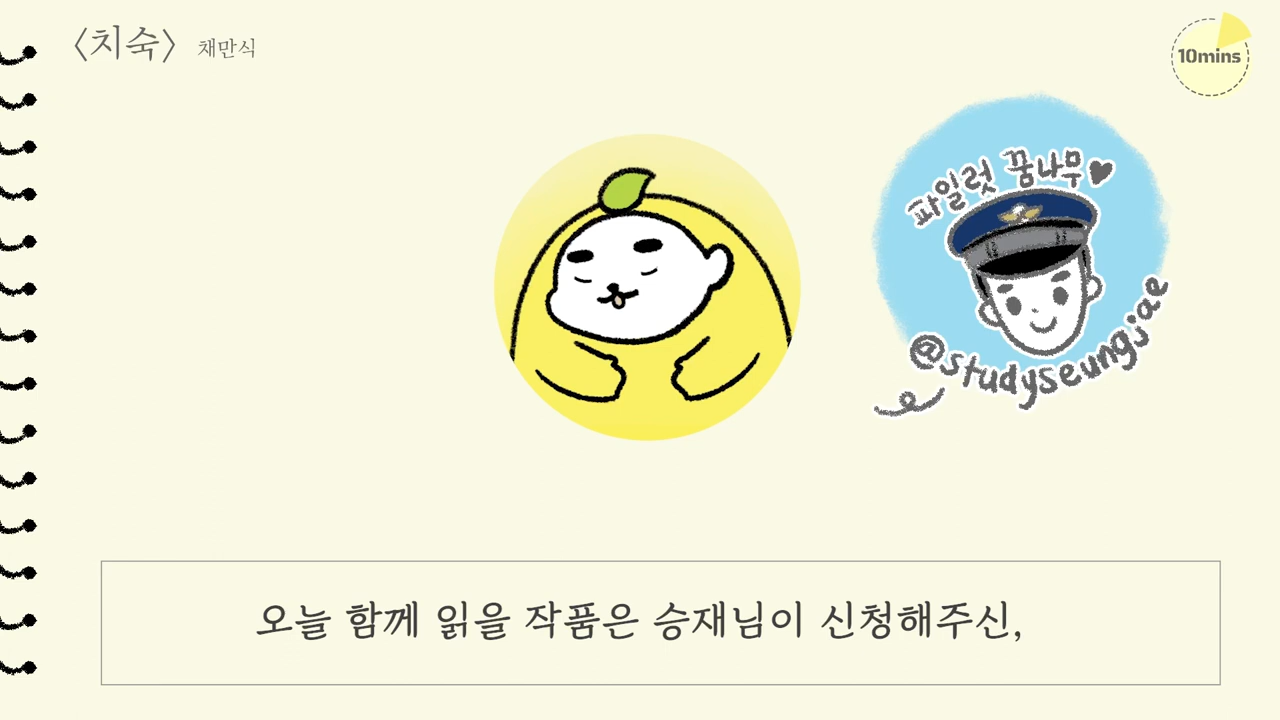 〈치숙〉 채만식
10mins
파일럿 꿈나무♥
@studyseungjae
오늘 함께 읽을 작품은 승재님이 신청해주신,